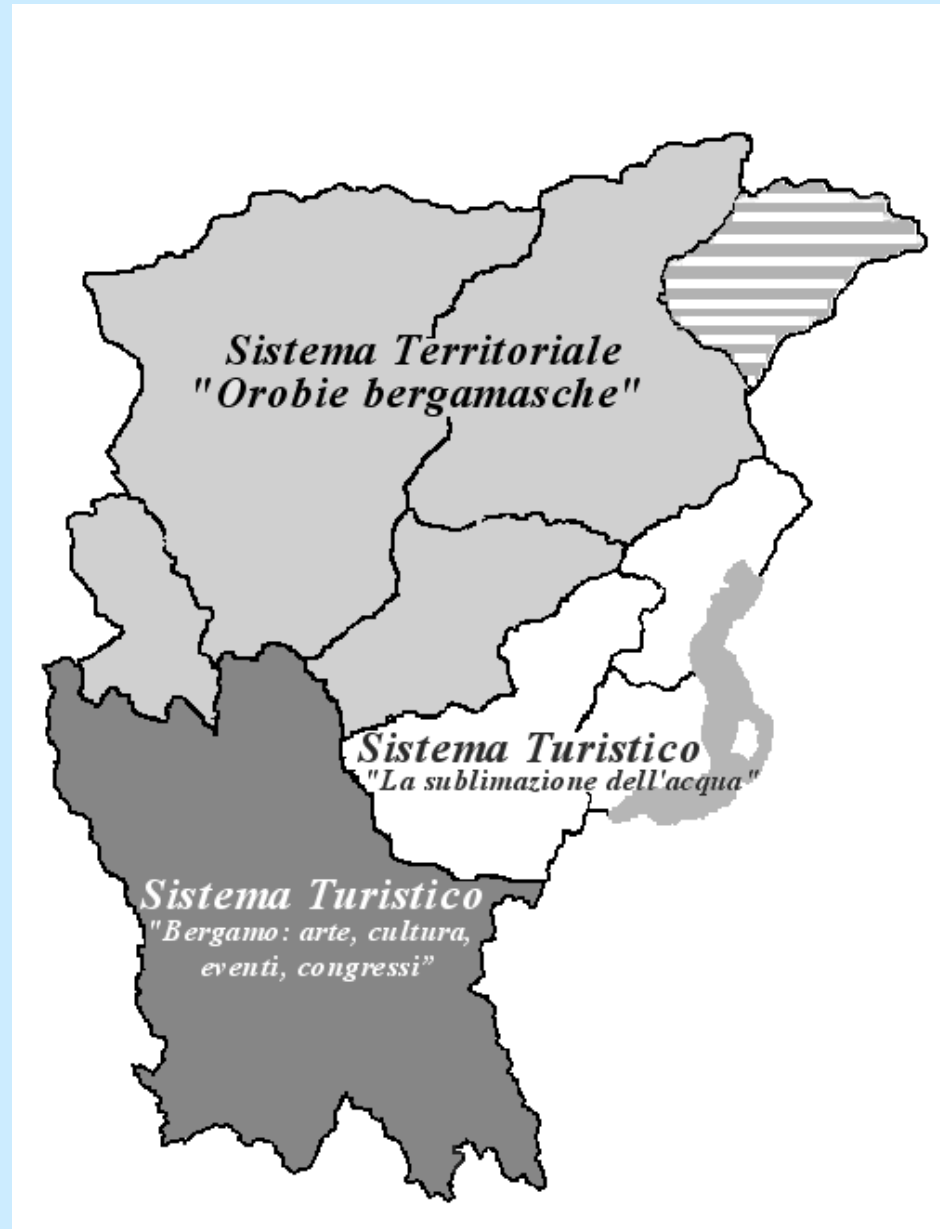 Sistema Territoriale
"Orobie bergamasche"
Sistema Turistico
"La sublimazione dell'acqua"
Sistema Turistico
"Bergamo: arte, cultura,
eventi, congressi”